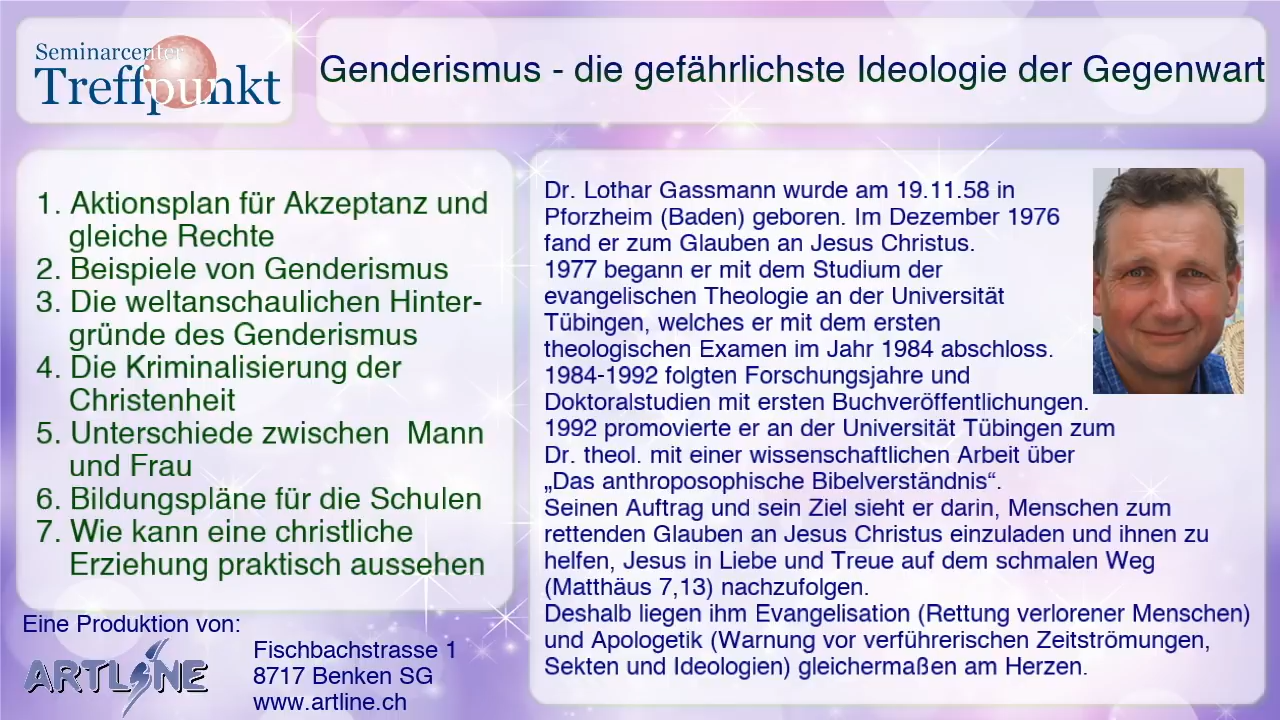 Seminarcenter
Treffpunkt
Genderismus - die gefährlichste Ideologie der Gegenwart
1. Aktionsplan für Akzeptanz und
gleiche Rechte
2. Beispiele von Genderismus
3. Die weltanschaulichen Hinter-
gründe des Genderismus
4. Die Kriminalisierung der
Christenheit
5. Unterschiede zwischen  Mann
und Frau
6. Bildungspläne für die Schulen
7. Wie kann eine christliche
Erziehung praktisch aussehen
Dr. Lothar Gassmann wurde am 19.11.58 in
Pforzheim (Baden) geboren. Im Dezember 1976
fand er zum Glauben an Jesus Christus.
1977 begann er mit dem Studium der
evangelischen Theologie an der Universität
Tübingen, welches er mit dem ersten
theologischen Examen im Jahr 1984 abschloss.
1984-1992 folgten Forschungsjahre und
Doktoralstudien mit ersten Buchveröffentlichungen.
1992 promovierte er an der Universität Tübingen zum
Dr. theol. mit einer wissenschaftlichen Arbeit über
„Das anthroposophische Bibelverständnis“.
Seinen Auftrag und sein Ziel sieht er darin, Menschen zum
rettenden Glauben an Jesus Christus einzuladen und ihnen zu
helfen, Jesus in Liebe und Treue auf dem schmalen Weg
(Matthäus 7,13) nachzufolgen.
Deshalb liegen ihm Evangelisation (Rettung verlorener Menschen)
und Apologetik (Warnung vor verführerischen Zeitströmungen,
Sekten und Ideologien) gleichermaßen am Herzen.
Eine Produktion von:
ARTLINE
Fischbachstrasse 1
8717 Benken SG
www.artline.ch